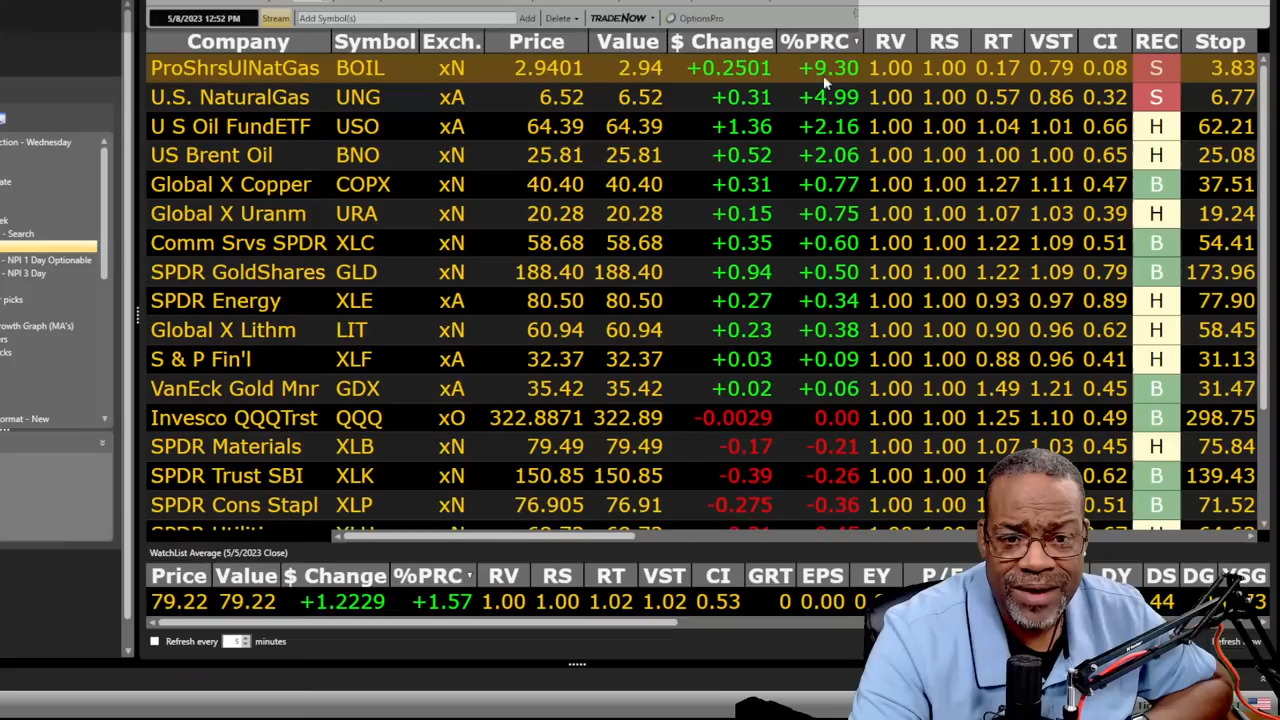 5/8/2023 12:52 PM Stream Add Symbol(s) Add Delete TRADENOW OptionsPro
Company Symbol Exch. Price Value $ Change %PRC RV RS RT VST CI REC Stop
ProShrsUlNatGas BOIL xN 2.9401 2.94 +0.2501 +9.30 1.00 1.00 0.17 0.79 0.08 S 3.83
U.S. NaturalGas UNG xA 6.52 6.52 +0.31 +4.99 1.00 1.00 0.57 0.86 0.32 S 6.77
U S Oil FundETF USO xA 64.39 64.39 +1.36 +2.16 1.00 1.00 1.04 1.01 0.66 H 62.21
US Brent Oil BNO xN 25.81 25.81 +0.52 +2.06 1.00 1.00 1.00 1.00 0.65 H 25.08
Global X Copper COPX xN 40.40 40.40 +0.31 +0.77 1.00 1.00 1.27 1.11 0.47 B 37.51
Global X Uranm URA xN 20.28 20.28 +0.15 +0.75 1.00 1.00 1.07 1.03 0.39 H 19.24
Comm Srvs SPDR XLC xN 58.68 58.68 +0.35 +0.60 1.00 1.00 1.22 1.09 0.51 B 54.41
SPDR GoldShares GLD xN 188.40 188.40 +0.94 +0.50 1.00 1.00 1.22 1.09 0.79 B 173.96
SPDR Energy XLE xA 80.50 80.50 +0.27 +0.34 1.00 1.00 0.93 0.97 0.89 H 77.90
Global X Lithm LIT xN 60.94 60.94 +0.23 +0.38 1.00 1.00 0.90 0.96 0.62 H 58.45
S & P Fin'l XLF xA 32.37 32.37 +0.03 +0.09 1.00 1.00 0.88 0.96 0.41 H 31.13
VanEck Gold Mnr GDX xA 35.42 35.42 +0.02 +0.06 1.00 1.00 1.49 1.21 0.45 B 31.47
Invesco QQQTrst QQQ xO 322.8871 322.89 -0.0029 0.00 1.00 1.00 1.25 1.10 0.49 B 298.75
SPDR Materials XLB xN 79.49 79.49 -0.17 -0.21 1.00 1.00 1.07 1.03 0.45 H 75.84
SPDR Trust SBI XLK xN 150.85 150.85 -0.39 -0.26 1.00 1.00 0.62 B 139.43
SPDR Cons Stapl XLP xN 76.905 76.91 -0.275 -0.36 1.00 1.00 0.51 B 71.52
WatchList Average (5/5/2023 Close)
Price Value $ Change %PRC RV RS RT VST CI GRT EPS EY DY DS DG YSG
79.22 79.22 +1.2229 +1.57 1.00 1.00 1.02 1.02 0.53 0 0.00
Refresh every 5 minutes
ction - Wednesday
ate
ek
- Search
- NPI 1 Day Optionable
- NPI 3 Day
r picks
rowth Graph (MA's)
ers
cks
ormat - New